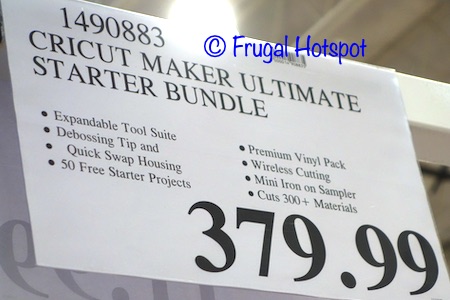 1490883
© Frugal Hotspot
CRICUT MAKER ULTIMATE
STARTER BUNDLE
• Expandable Tool Suite
• Debossing Tip and
• Quick Swap Housing
• 50 Free Starter Projects
• Premium Vinyl Pack
• Wireless Cutting
• Mini Iron on Sampler
• Cuts 300+ Materials
379.99